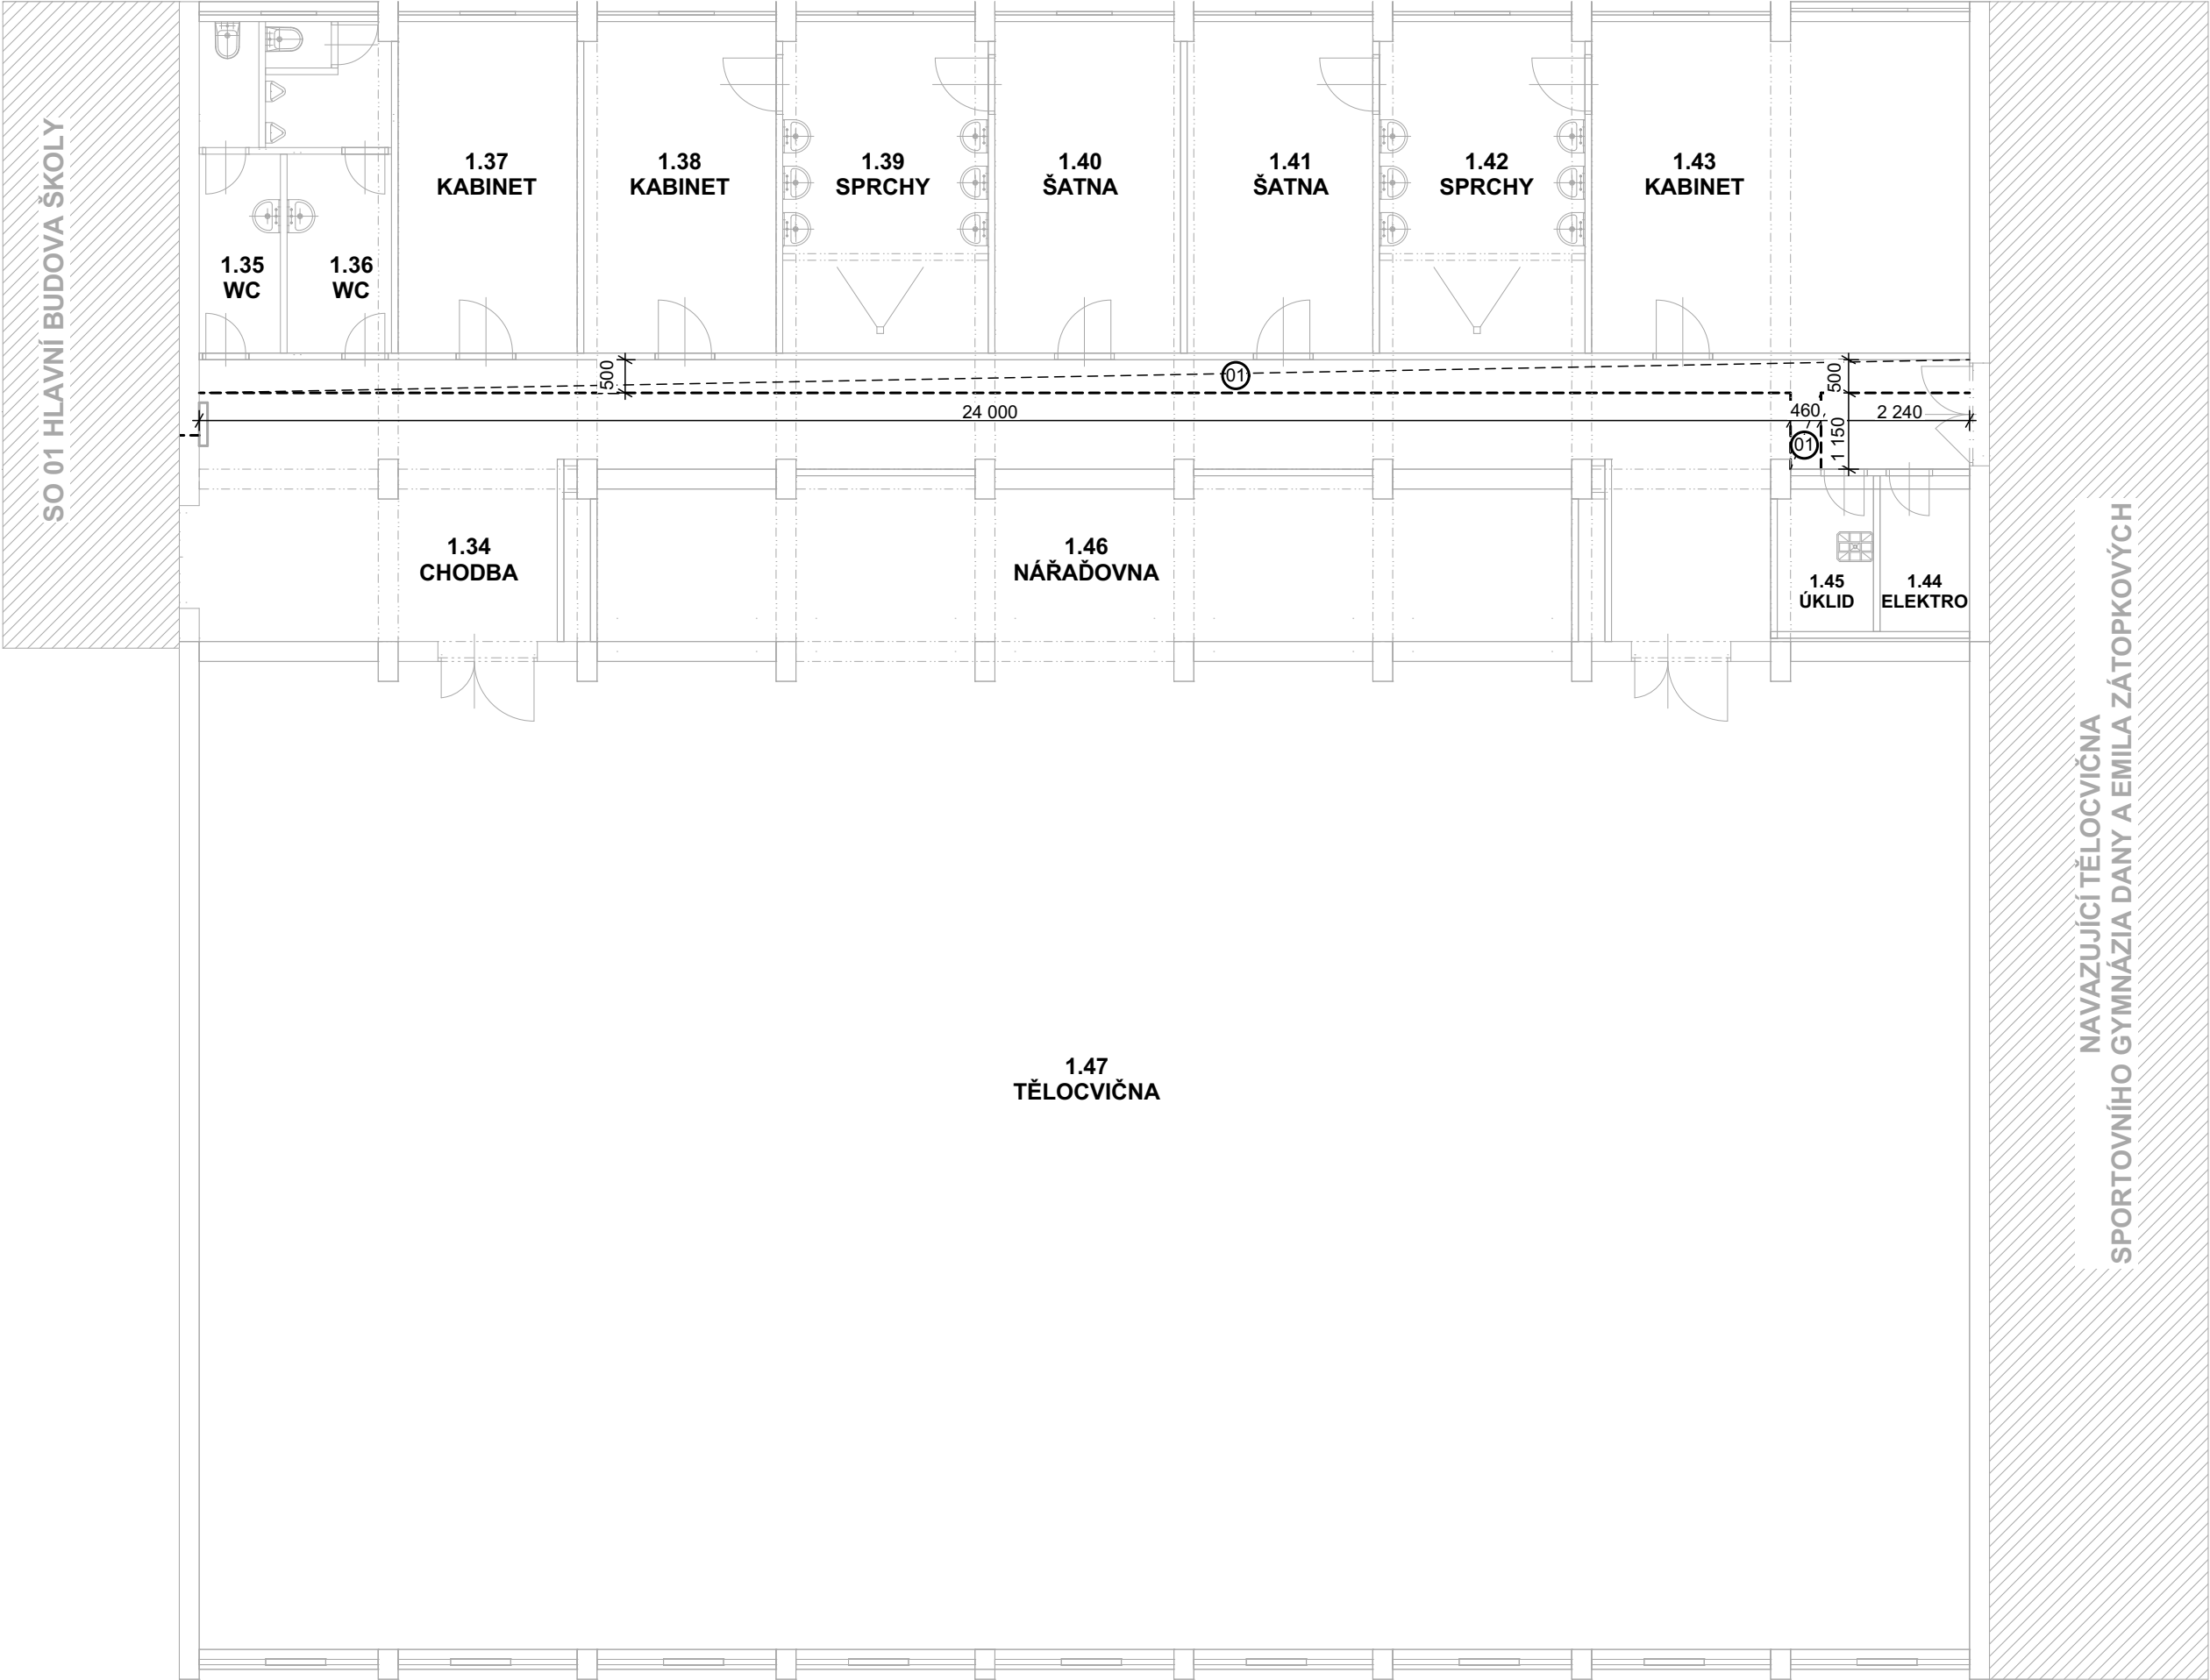 SO 01 HLAVNÍ BUDOVA ŠKOLY
1.37
KABINET
1.38
KABINET
1.39
SPRCHY
1.40
ŠATNA
1.41
ŠATNA
1.42
SPRCHY
1.43
KABINET
1.35
WC
1.36
WC
500
01
500
24 000
460
2 240
1 150
01
1.34
CHODBA
1.46
NÁŘAĎOVNA
1.45
ÚKLID
1.44
ELEKTRO
1.47
TĚLOCVIČNA
NAVAZUJÍCÍ TĚLOCVIČNA
SPORTOVNÍHO GYMNÁZIA DANY A EMILA ZÁTOPKOVÝCH